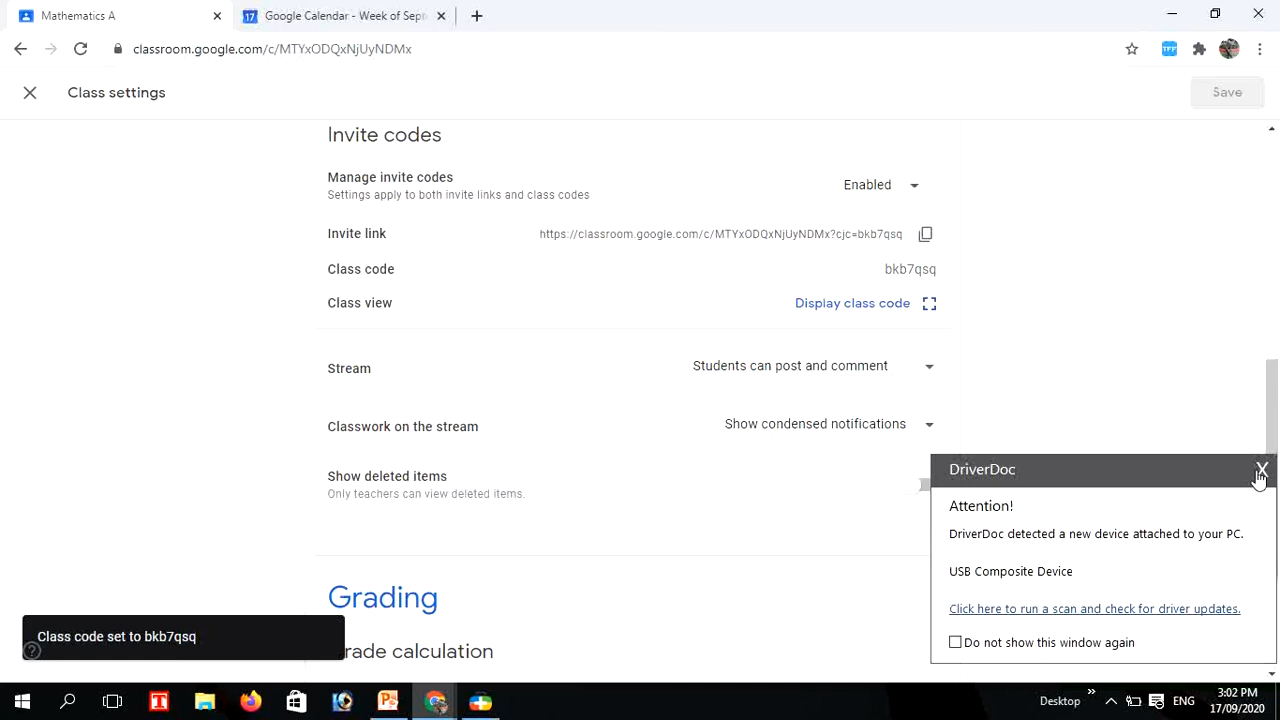 Mathematics A
Google Calendar - Week of Sept
classroom.google.com/c/MTYxODQxNjUyNDMx
TFF
Class settings
Save
Invite codes
Manage invite codes
Enabled
Settings apply to both invite links and class codes
Invite link
https://classroom.google.com/c/MTYxODQxNjUyNDMx?cjc=bkb7qsq
Class code
bkb7qsq
Class view
Display class code
Stream
Students can post and comment
Classwork on the stream
Show condensed notifications
Show deleted items
Only teachers can view deleted items.
DriverDoc
X
Attention!
DriverDoc detected a new device attached to your PC.
USB Composite Device
Click here to run a scan and check for driver updates.
Do not show this window again
Grading
Class code set to bkb7qsq
rade calculation
Desktop
ENG
3:02 PM
17/09/2020